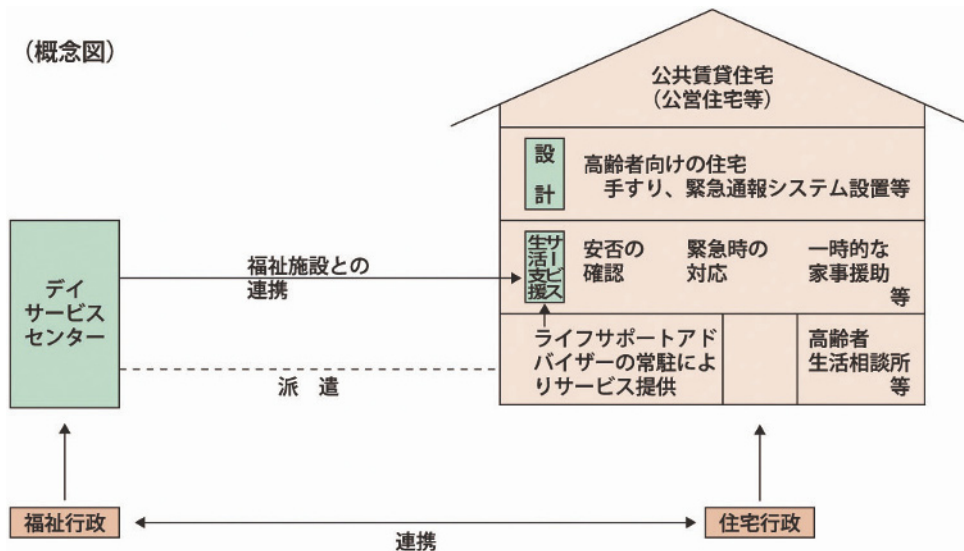 （概念図）
公共賃貸住宅
（公営住宅等）
設
計
高齢者向けの住宅
手すり、緊急通報システム設置等
デイ
サービス
センター
福祉施設との
連携
サービス
生活支援
安否の
確認
緊急時の
対応
一時的な
家事援助
等
派　遣
ライフサポートアド
バイザーの常駐によ
りサービス提供
高齢者
生活相談所
等
福祉行政
連携
住宅行政